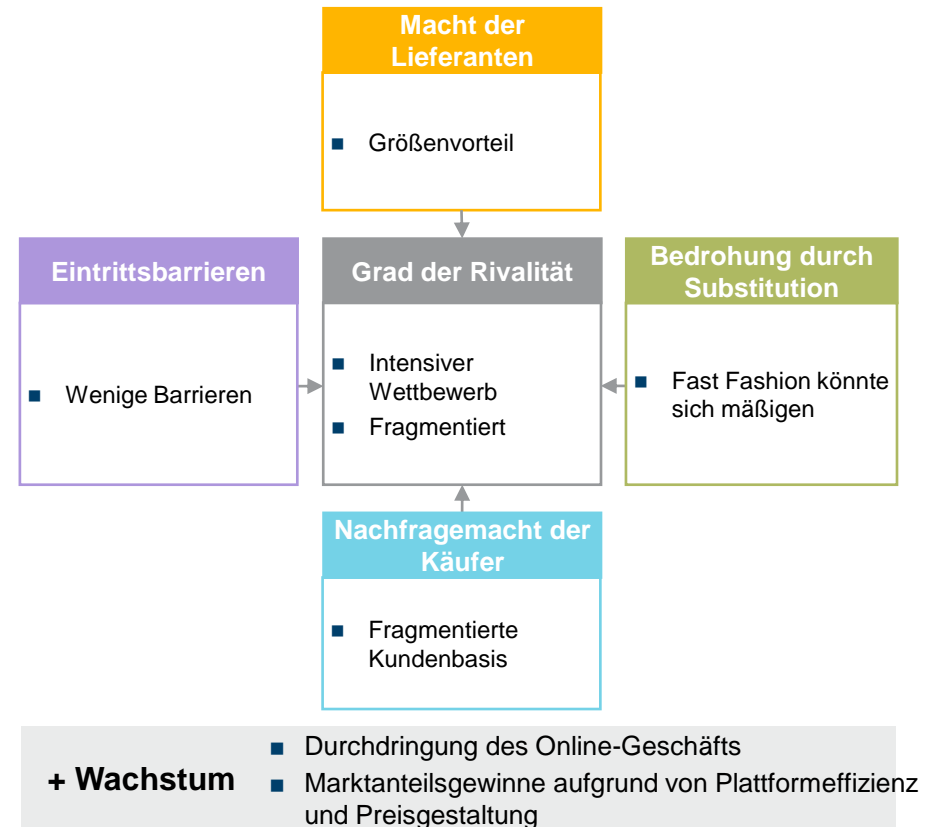 Macht der
Lieferanten
Größenvorteil
Eintrittsbarrieren
Wenige Barrieren
Grad der Rivalität
Intensiver
Wettbewerb
Fragmentiert
Bedrohung durch
Substitution
Fast Fashion könnte
sich mäßigen
Nachfragemacht der
Käufer
Fragmentierte
Kundenbasis
+ Wachstum
Durchdringung des Online-Geschäfts
Marktanteilsgewinne aufgrund von Plattformeffizienz
und Preisgestaltung